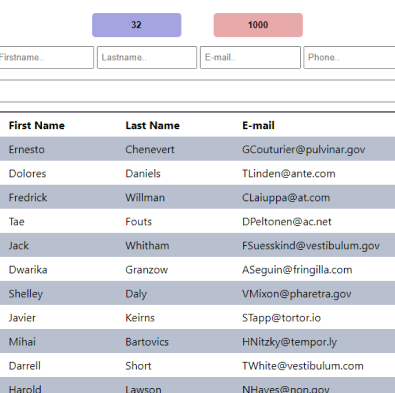 32 1000
Firstname.. Lastname.. E-mail.. Phone..
First Name Last Name E-mail
Ernesto Chenevert GCouturier@pulvinar.gov
Dolores Daniels TLinden@ante.com
Fredrick Willman CLaiuppa@at.com
Tae Fouts DPeltonen@ac.net
Jack Whitham FSuesskind@vestibulum.gov
Dwarika Granzow ASeguin@fringilla.com
Shelley Daly VMixon@pharetra.gov
Javier Keirns STapp@tortor.io
Mihai Bartovics HNitzky@tempor.ly
Darrell Short TWhite@vestibulum.com
Harold Lawson NHayes@non.gov